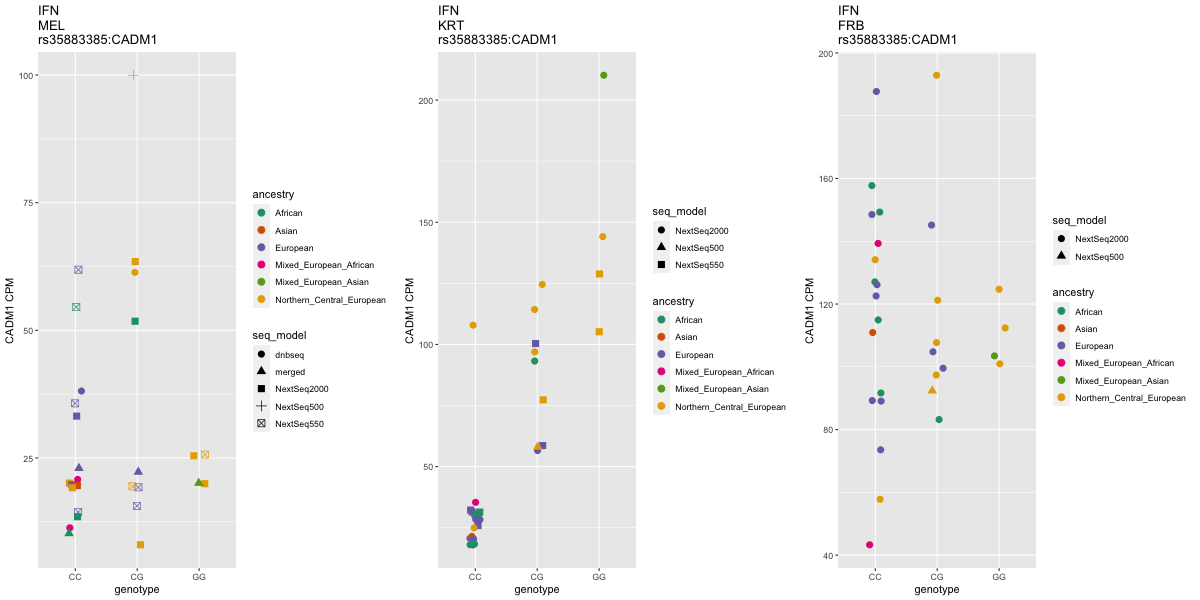 IFN
MEL
rs35883385:CADM1
100
75
50
25
CADM1 CPM
CC
CG
GG
genotype
ancestry
African
Asian
European
Mixed_European_African
Mixed_European_Asian
Northern_Central_European
seq_model
dnbseq
merged
NextSeq2000
NextSeq500
NextSeq550
IFN
KRT
rs35883385:CADM1
200
150
100
50
CADM1 CPM
CC
CG
GG
genotype
seq_model
NextSeq2000
NextSeq500
NextSeq550
ancestry
African
Asian
European
Mixed_European_African
Mixed_European_Asian
Northern_Central_European
IFN
FRB
rs35883385:CADM1
200
160
120
80
40
CADM1 CPM
CC
CG
GG
genotype
seq_model
NextSeq2000
NextSeq500
ancestry
African
Asian
European
Mixed_European_African
Mixed_European_Asian
Northern_Central_European